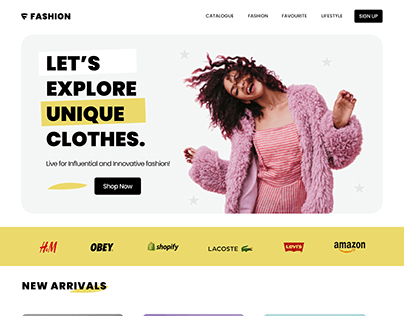 FASHION
CATALOGUE FASHION FAVOURITE LIFESTYLE SIGN UP
LET'S
EXPLORE
UNIQUE
CLOTHES.
Live for Influential and Innovative fashion!
Shop Now
H&M OBEY shopify LACOSTE Levi's amazon
NEW ARRIVALS